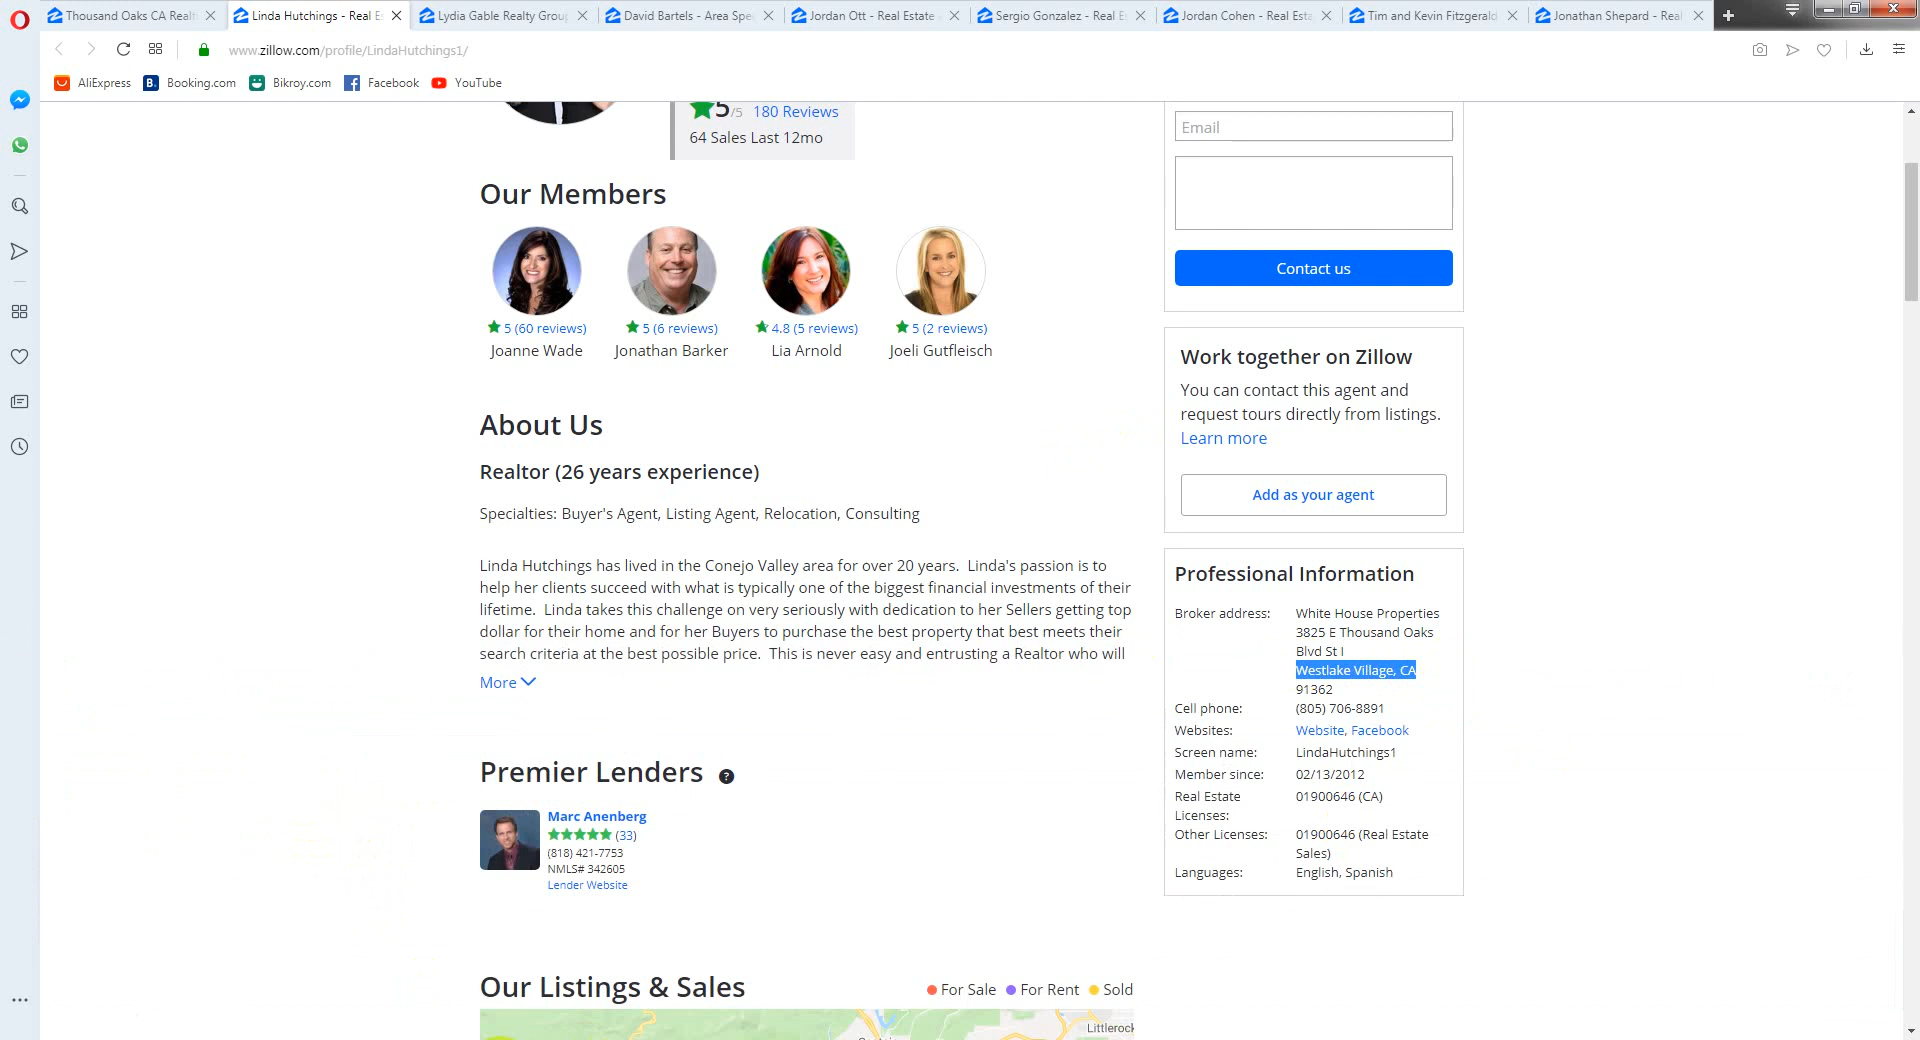 Thousand Oaks CA Realt
Linda Hutchings - Real E
Lydia Gable Realty Group
David Bartels - Area Spe
Jordan Ott - Real Estate
Sergio Gonzalez - Real Es
Jordan Cohen - Real Esta
Tim and Kevin Fitzgerald
Jonathan Shepard - Real
www.zillow.com/profile/LindaHutchings1/
AliExpress
Booking.com
Bikroy.com
Facebook
YouTube
5/5 180 Reviews
64 Sales Last 12mo
Our Members
5 (60 reviews)
Joanne Wade
5 (6 reviews)
Jonathan Barker
4.8 (5 reviews)
Lia Arnold
5 (2 reviews)
Joeli Gutfleisch
About Us
Realtor (26 years experience)
Specialties: Buyer's Agent, Listing Agent, Relocation, Consulting
Linda Hutchings has lived in the Conejo Valley area for over 20 years. Linda's passion is to
help her clients succeed with what is typically one of the biggest financial investments of their
lifetime. Linda takes this challenge on very seriously with dedication to her Sellers getting top
dollar for their home and for her Buyers to purchase the best property that best meets their
search criteria at the best possible price. This is never easy and entrusting a Realtor who will
More
Premier Lenders ?
Marc Anenberg
(33)
(818) 421-7753
NMLS# 342605
Lender Website
Our Listings & Sales
For Sale
For Rent
Sold
Littlerock
Email
Contact us
Work together on Zillow
You can contact this agent and
request tours directly from listings.
Learn more
Add as your agent
Professional Information
Broker address: White House Properties
3825 E Thousand Oaks
Blvd St I
Westlake Village, CA
91362
Cell phone: (805) 706-8891
Websites: Website, Facebook
Screen name: LindaHutchings1
Member since: 02/13/2012
Real Estate 01900646 (CA)
Licenses:
Other Licenses: 01900646 (Real Estate
Sales)
Languages: English, Spanish